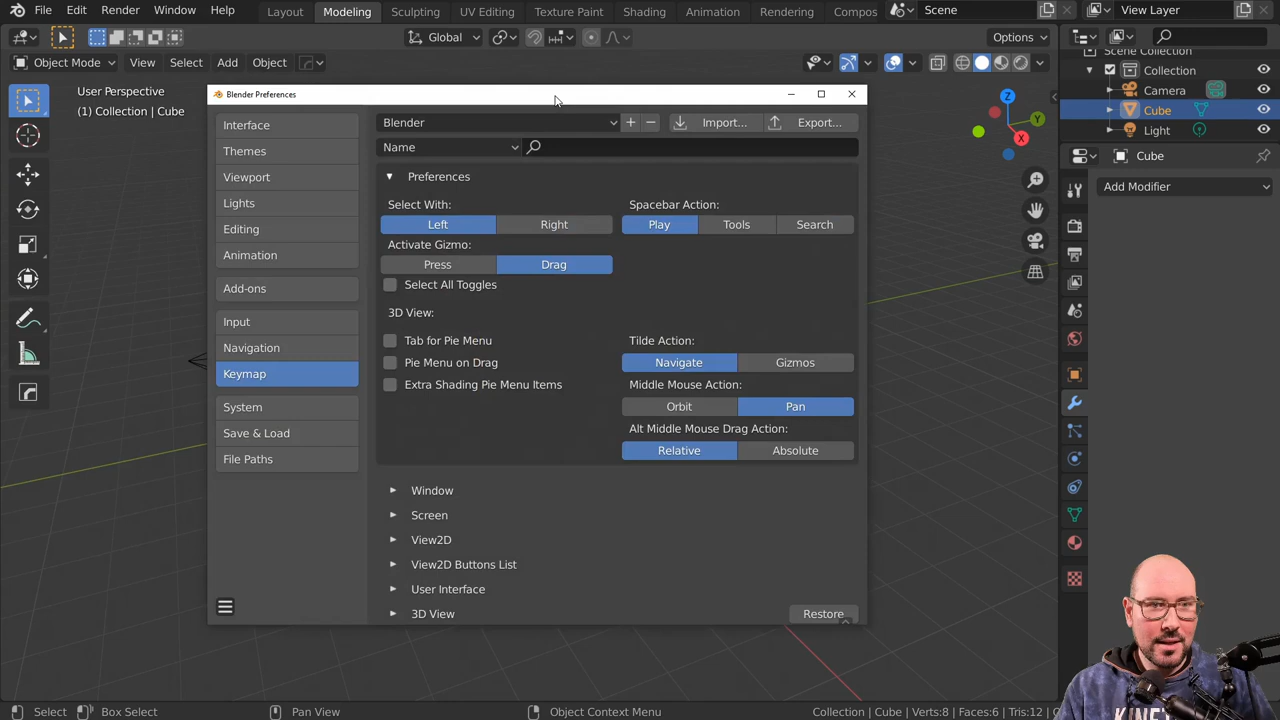 File Edit Render Window Help Layout Modeling Sculpting UV Editing Texture Paint Shading Animation Rendering Compos Scene View Layer
Global Options
Object Mode View Select Add Object
Scene Collection
User Perspective
(1) Collection | Cube
Collection
Camera
Cube
Light
Z
Y
X
Cube
Add Modifier
Blender Preferences
Interface
Themes
Viewport
Lights
Editing
Animation
Add-ons
Input
Navigation
Keymap
System
Save & Load
File Paths
Blender Import... Export...
Name
Preferences
Select With: Spacebar Action:
Left Right Play Tools Search
Activate Gizmo:
Press Drag
Select All Toggles
3D View:
Tab for Pie Menu Tilde Action:
Pie Menu on Drag Navigate Gizmos
Extra Shading Pie Menu Items Middle Mouse Action:
Orbit Pan
Alt Middle Mouse Drag Action:
Relative Absolute
Window
Screen
View2D
View2D Buttons List
User Interface
3D View Restore
KINETI
Select Box Select Pan View Object Context Menu Collection | Cube Verts:8 | Faces:6 | Tris:12 |